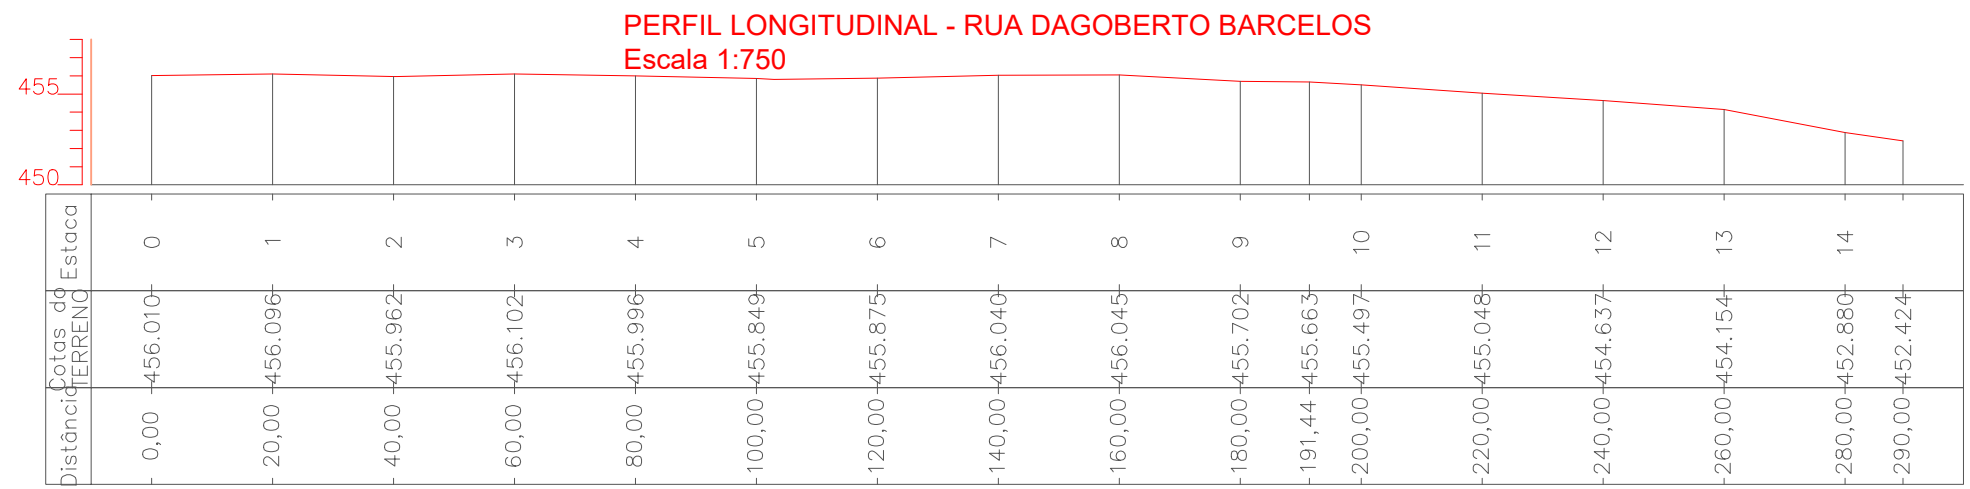 PERFIL LONGITUDINAL - RUA DAGOBERTO BARCELOS
Escala 1:750
455
450
Estaca
0 1 2 3 4 5 6 7 8 9 10 11 12 13 14
Cotas do
TERRENO
456.010 456.096 455.962 456.102 455.996 455.849 455.875 456.040 456.045 455.702 455.663 455.497 455.048 454.637 454.154 452.880 452.424
Distância
0,00 20,00 40,00 60,00 80,00 100,00 120,00 140,00 160,00 180,00 191,44 200,00 220,00 240,00 260,00 280,00 290,00